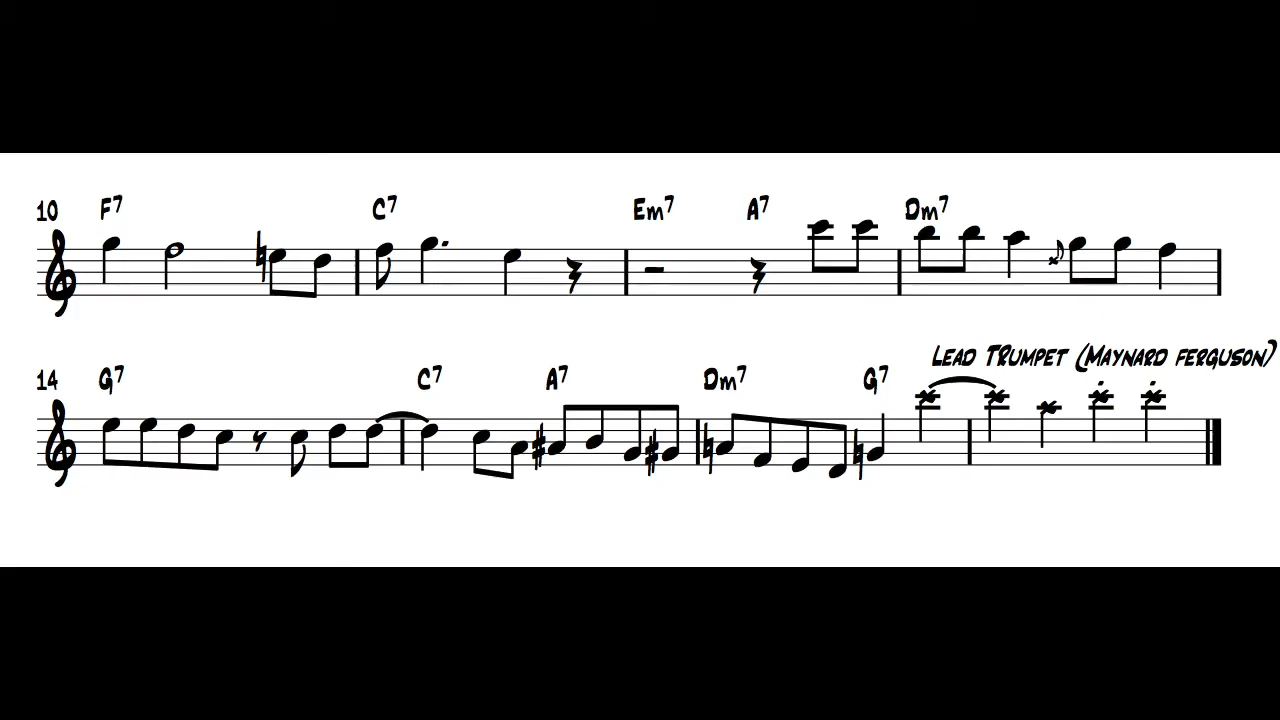 10 F7 C7 Em7 A7 Dm7
LEAD TRUMPET (MAYNARD FERGUSON)
14 G7 C7 A7 Dm7 G7